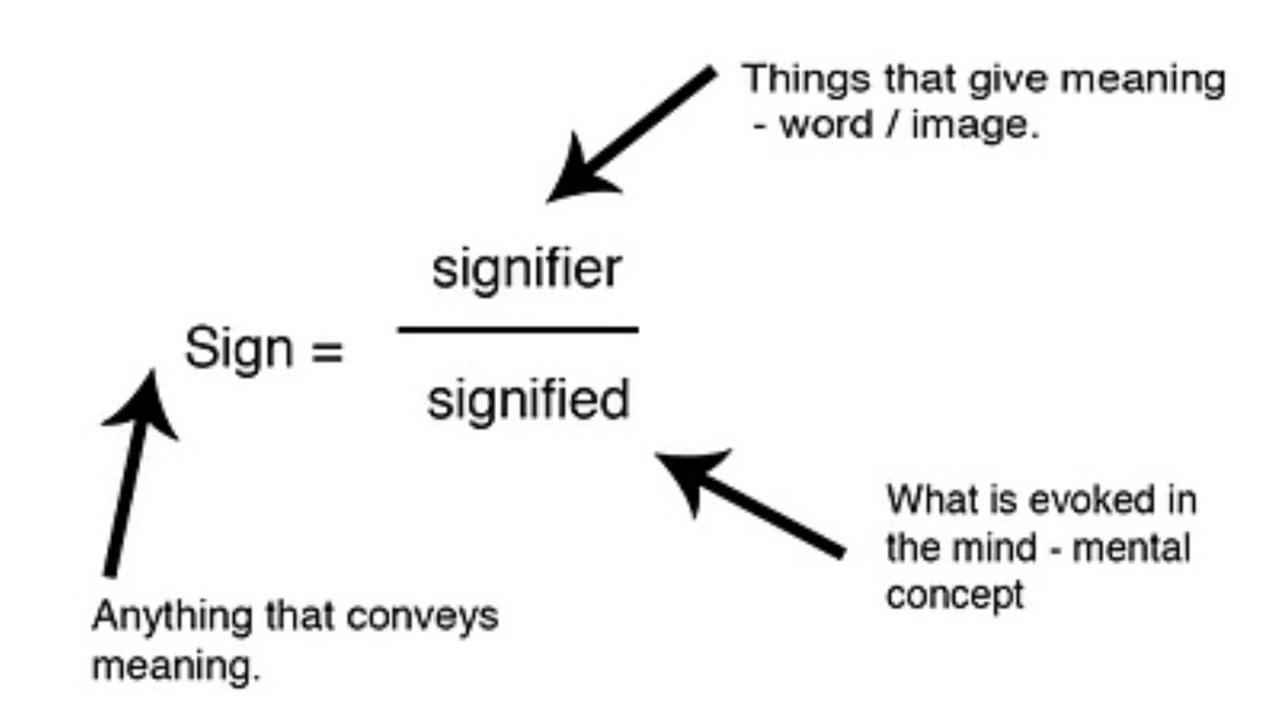 Things that give meaning
- word / image.
signifier
Sign =
signified
What is evoked in
the mind - mental
concept
Anything that conveys
meaning.